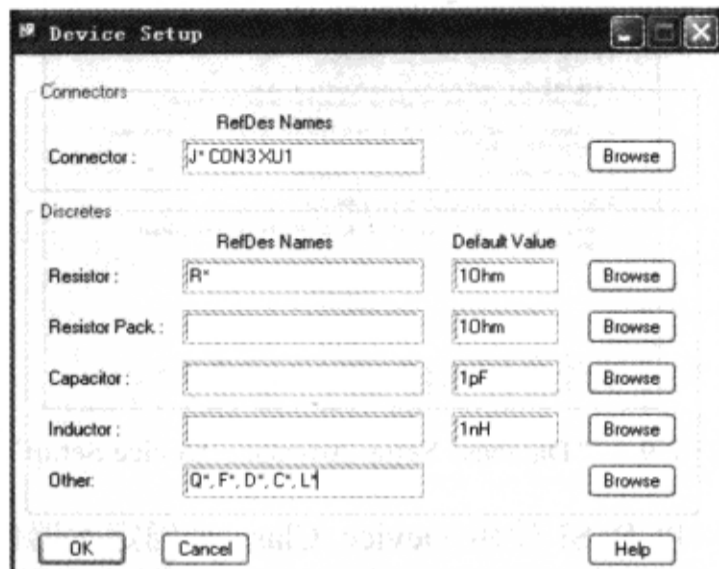 Device Setup
Connectors
RefDes Names
Connector : J* CON3 XU1 Browse
Discretes
RefDes Names Default Value
Resistor : R* 1Ohm Browse
Resistor Pack : 1Ohm Browse
Capacitor : 1pF Browse
Inductor : 1nH Browse
Other: Q*, F*, D*, C*, L* Browse
OK Cancel Help